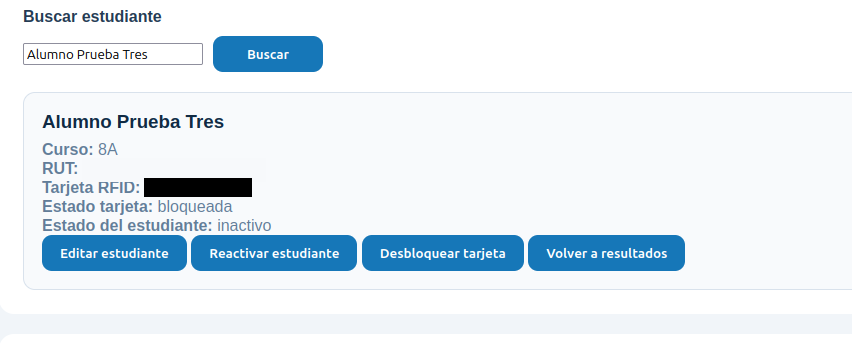 Buscar estudiante
Alumno Prueba Tres Buscar
Alumno Prueba Tres
Curso: 8A
RUT:
Tarjeta RFID:
Estado tarjeta: bloqueada
Estado del estudiante: inactivo
Editar estudiante Reactivar estudiante Desbloquear tarjeta Volver a resultados